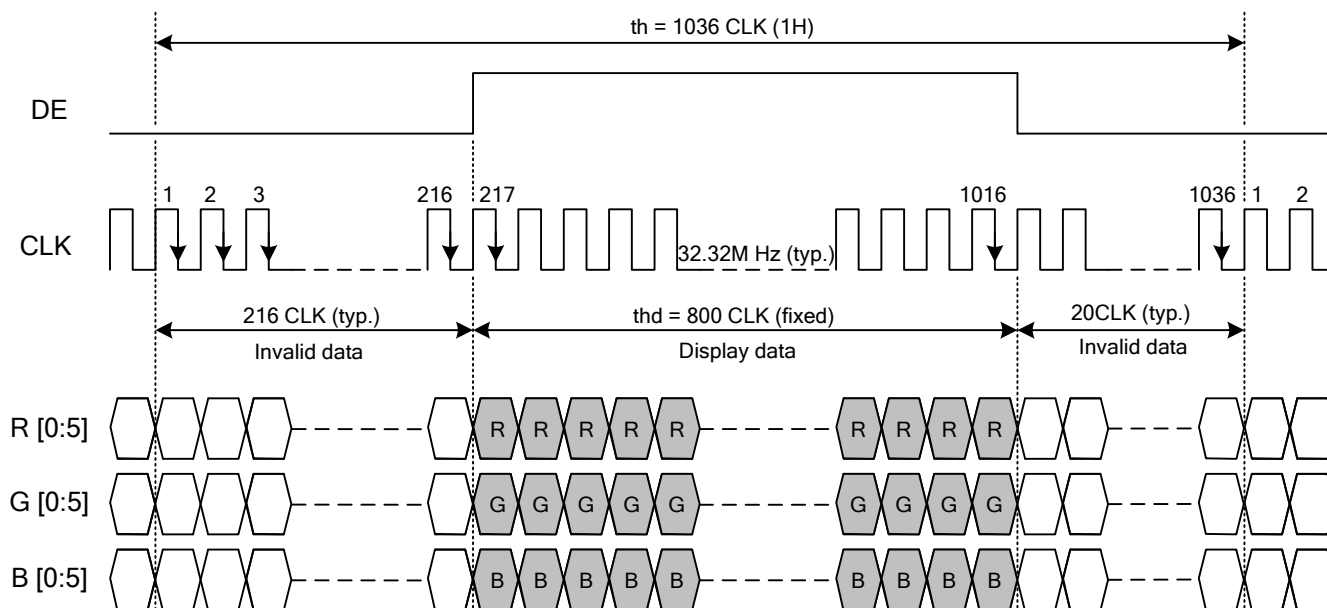 th = 1036 CLK (1H)
DE
1 2 3 216 217 1016 1036 1 2
CLK
32.32M Hz (typ.)
216 CLK (typ.) thd = 800 CLK (fixed) 20CLK (typ.)
Invalid data Display data Invalid data
R [0:5] R R R R R R R R R
G [0:5] G G G G G G G G G
B [0:5] B B B B B B B B B